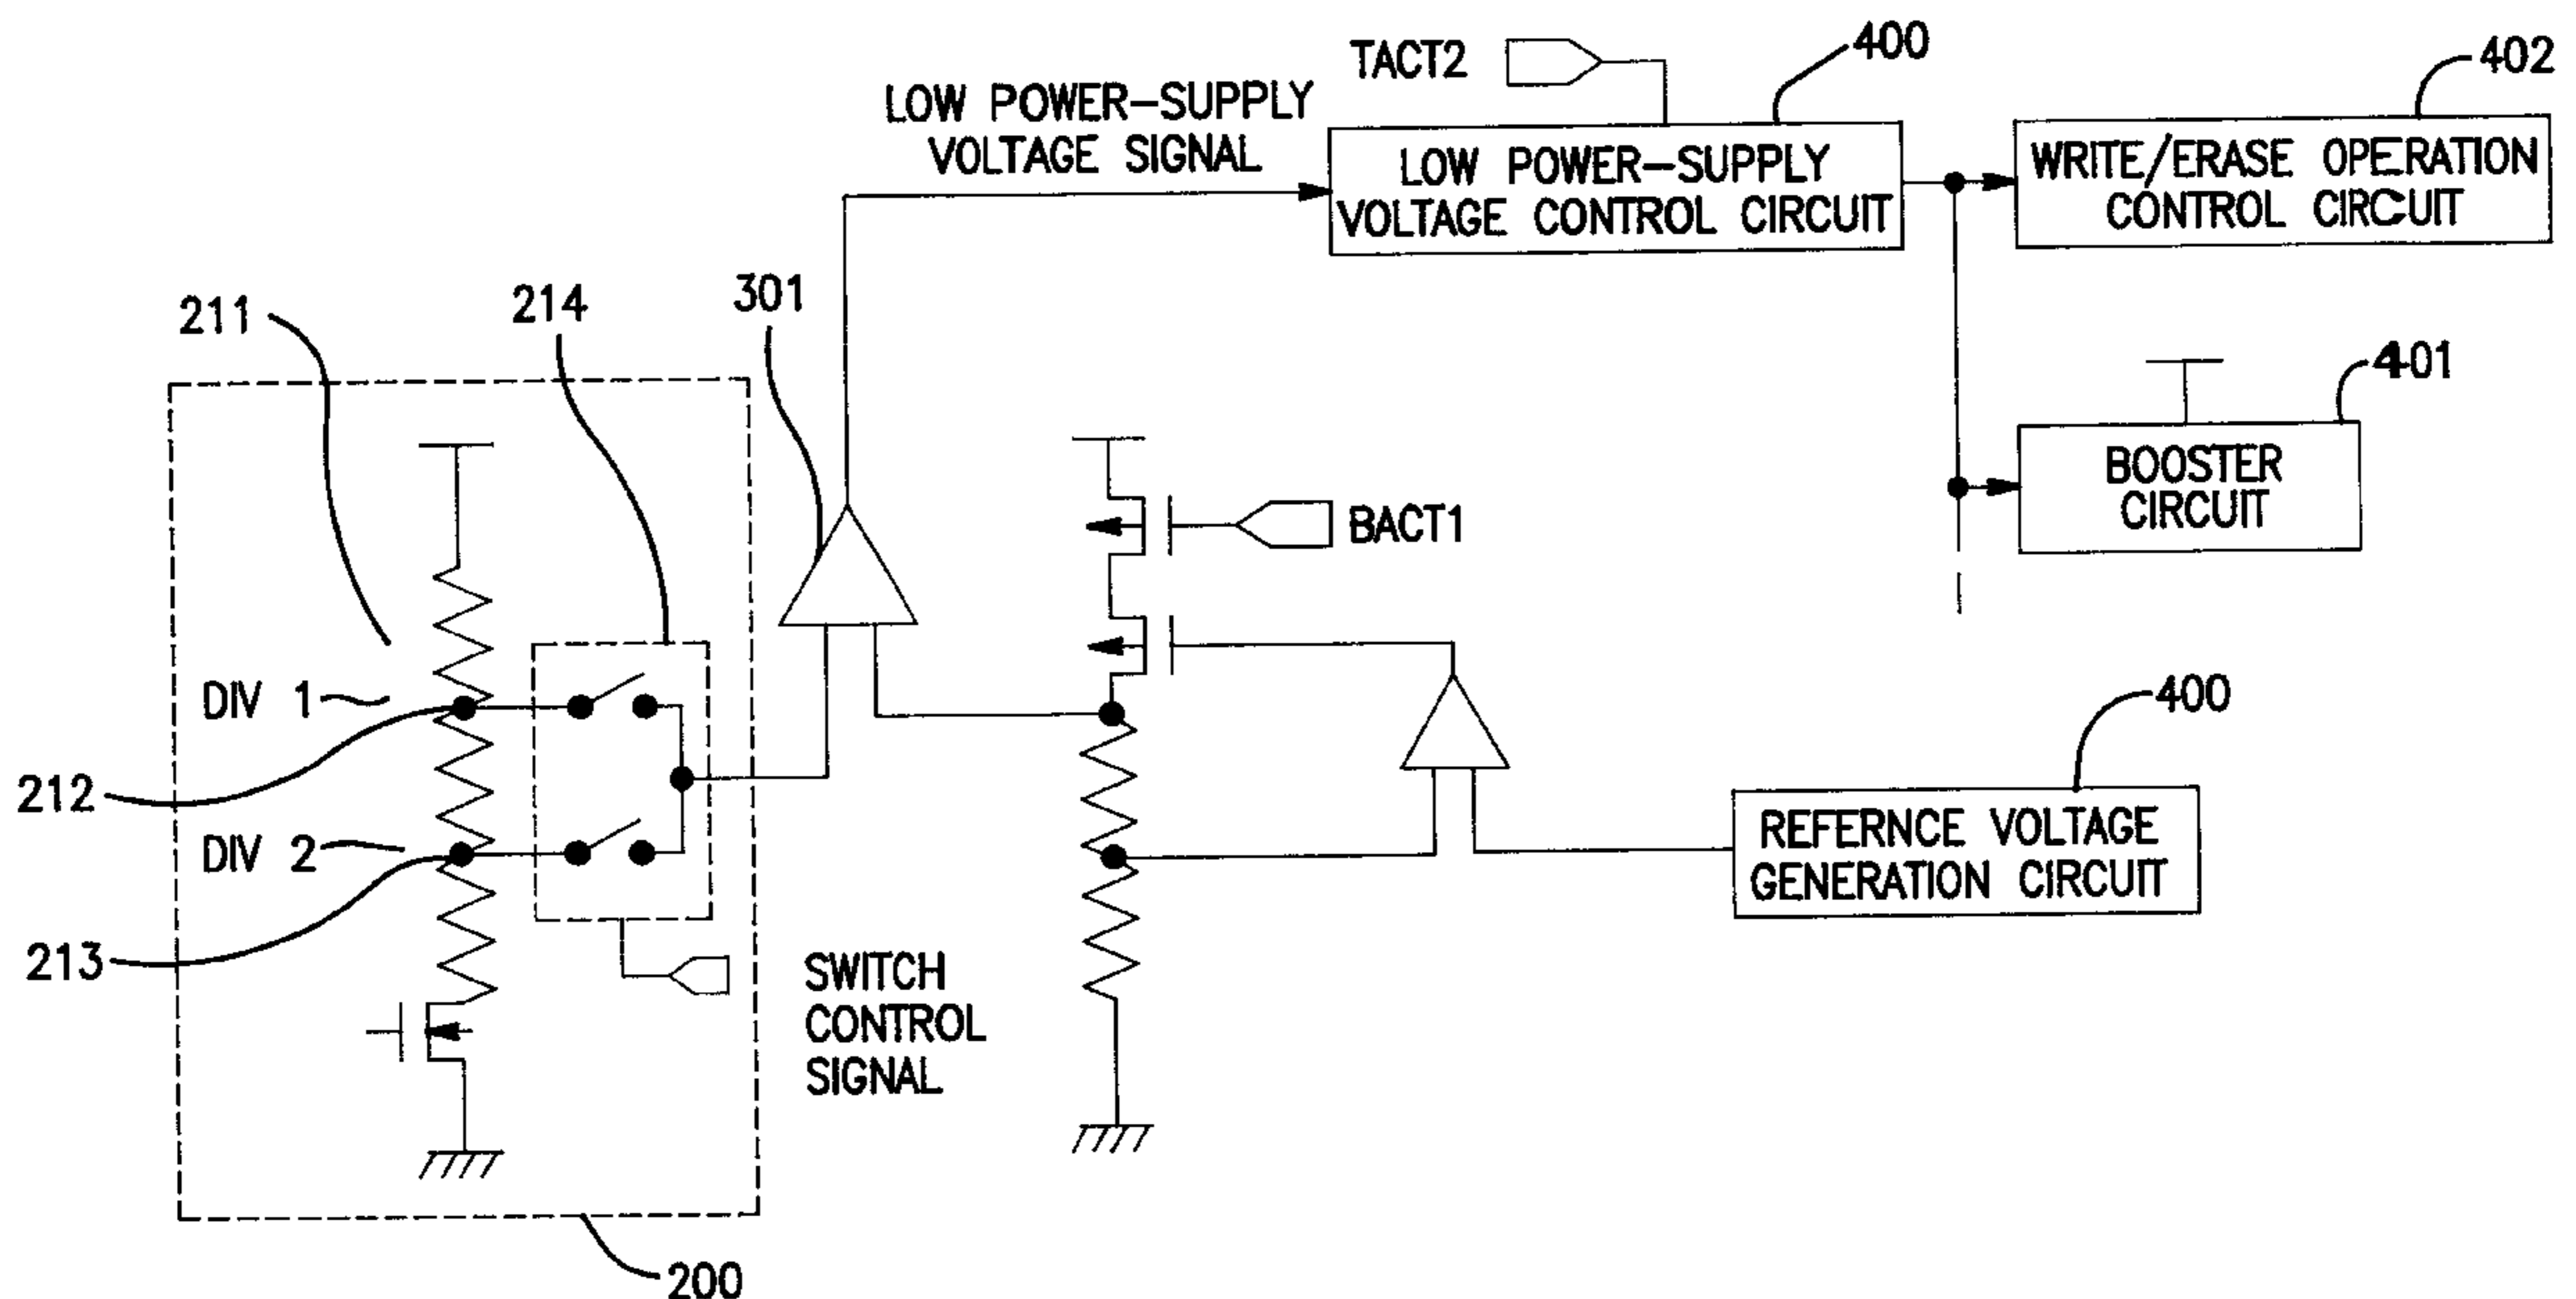 TACT2
400
402
LOW POWER-SUPPLY
VOLTAGE SIGNAL
LOW POWER-SUPPLY
VOLTAGE CONTROL CIRCUIT
WRITE/ERASE OPERATION
CONTROL CIRCUIT
211
214
301
401
BOOSTER
CIRCUIT
BACT1
DIV 1
212
DIV 2
213
400
REFERNCE VOLTAGE
GENERATION CIRCUIT
SWITCH
CONTROL
SIGNAL
200